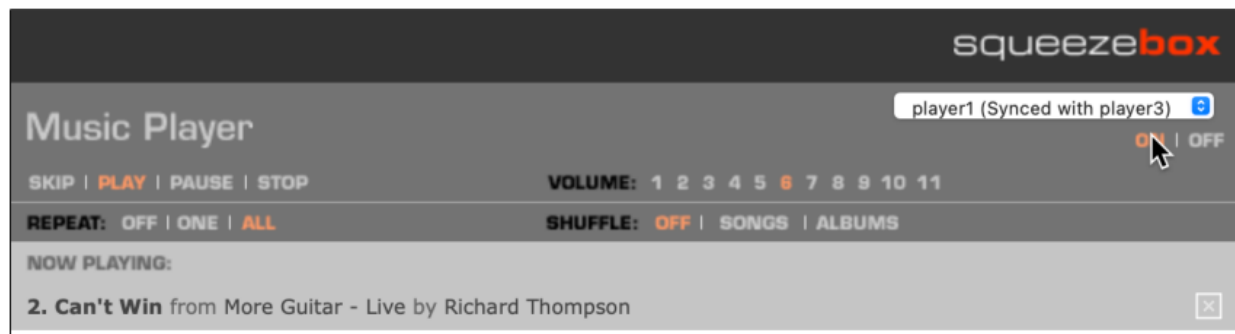 squeezebox
player1 (Synced with player3)
Music Player
ON | OFF
SKIP | PLAY | PAUSE | STOP
VOLUME: 1 2 3 4 5 6 7 8 9 10 11
REPEAT: OFF | ONE | ALL
SHUFFLE: OFF | SONGS | ALBUMS
NOW PLAYING:
2. Can't Win from More Guitar - Live by Richard Thompson